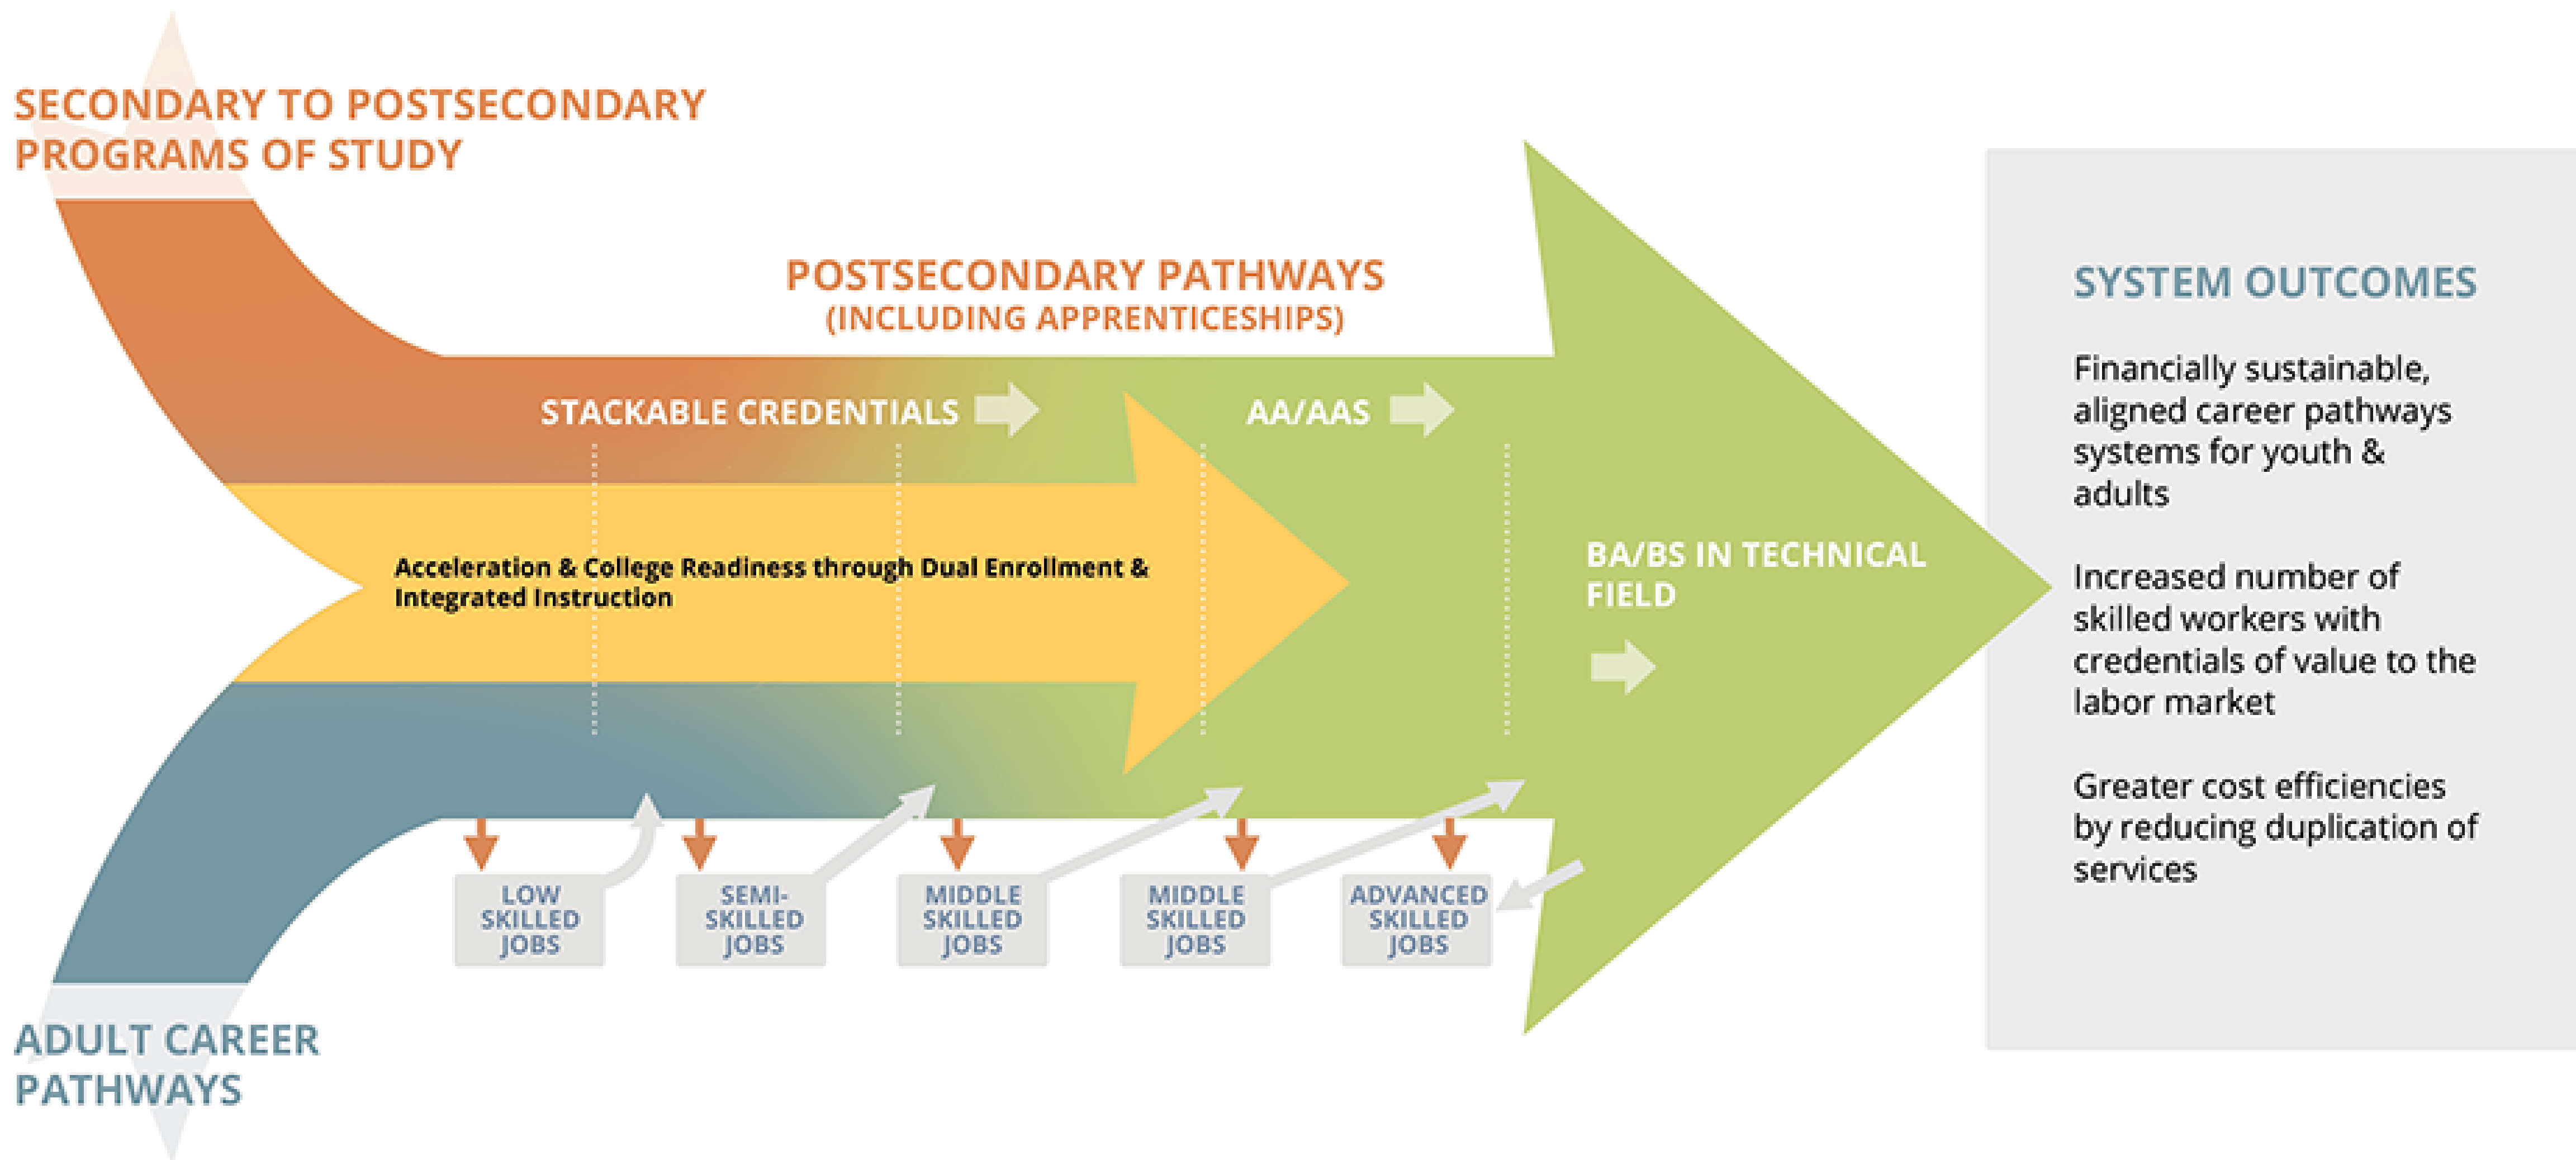 SECONDARY TO POSTSECONDARY
PROGRAMS OF STUDY
POSTSECONDARY PATHWAYS
(INCLUDING APPRENTICESHIPS)
STACKABLE CREDENTIALS
AA/AAS
Acceleration & College Readiness through Dual Enrollment &
Integrated Instruction
BA/BS IN TECHNICAL
FIELD
LOW
SKILLED
JOBS
SEMI-
SKILLED
JOBS
MIDDLE
SKILLED
JOBS
MIDDLE
SKILLED
JOBS
ADVANCED
SKILLED
JOBS
ADULT CAREER
PATHWAYS
SYSTEM OUTCOMES
Financially sustainable,
aligned career pathways
systems for youth &
adults
Increased number of
skilled workers with
credentials of value to the
labor market
Greater cost efficiencies
by reducing duplication of
services